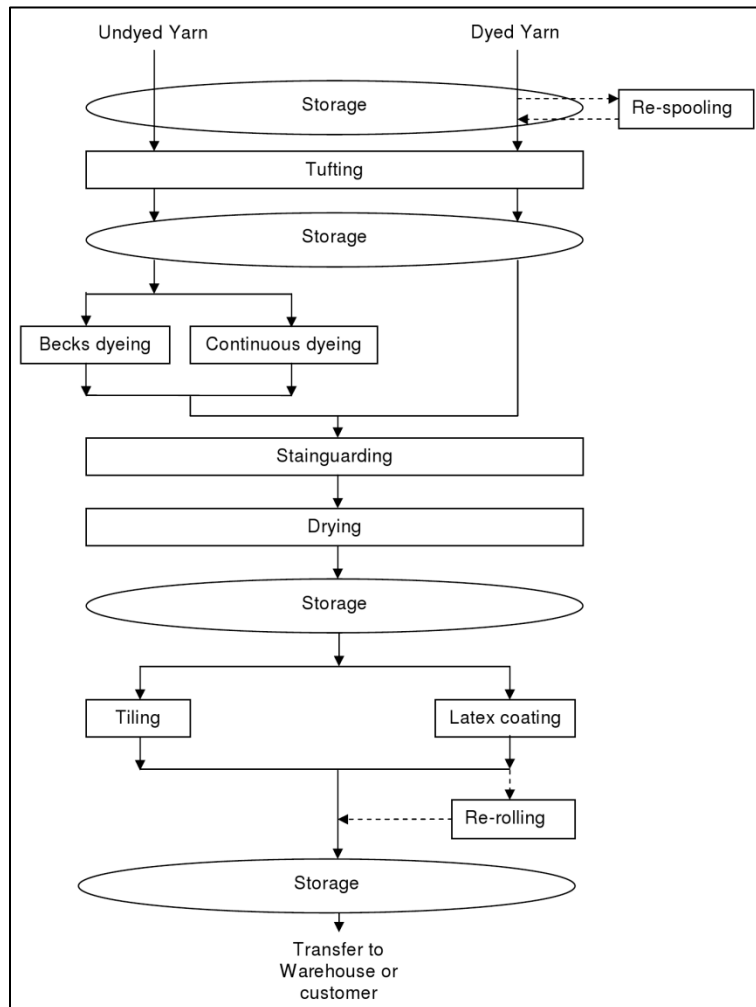 Undyed Yarn
Dyed Yarn
Storage
Re-spooling
Tufting
Storage
Becks dyeing
Continuous dyeing
Stainguarding
Drying
Storage
Tiling
Latex coating
Re-rolling
Storage
Transfer to
Warehouse or
customer